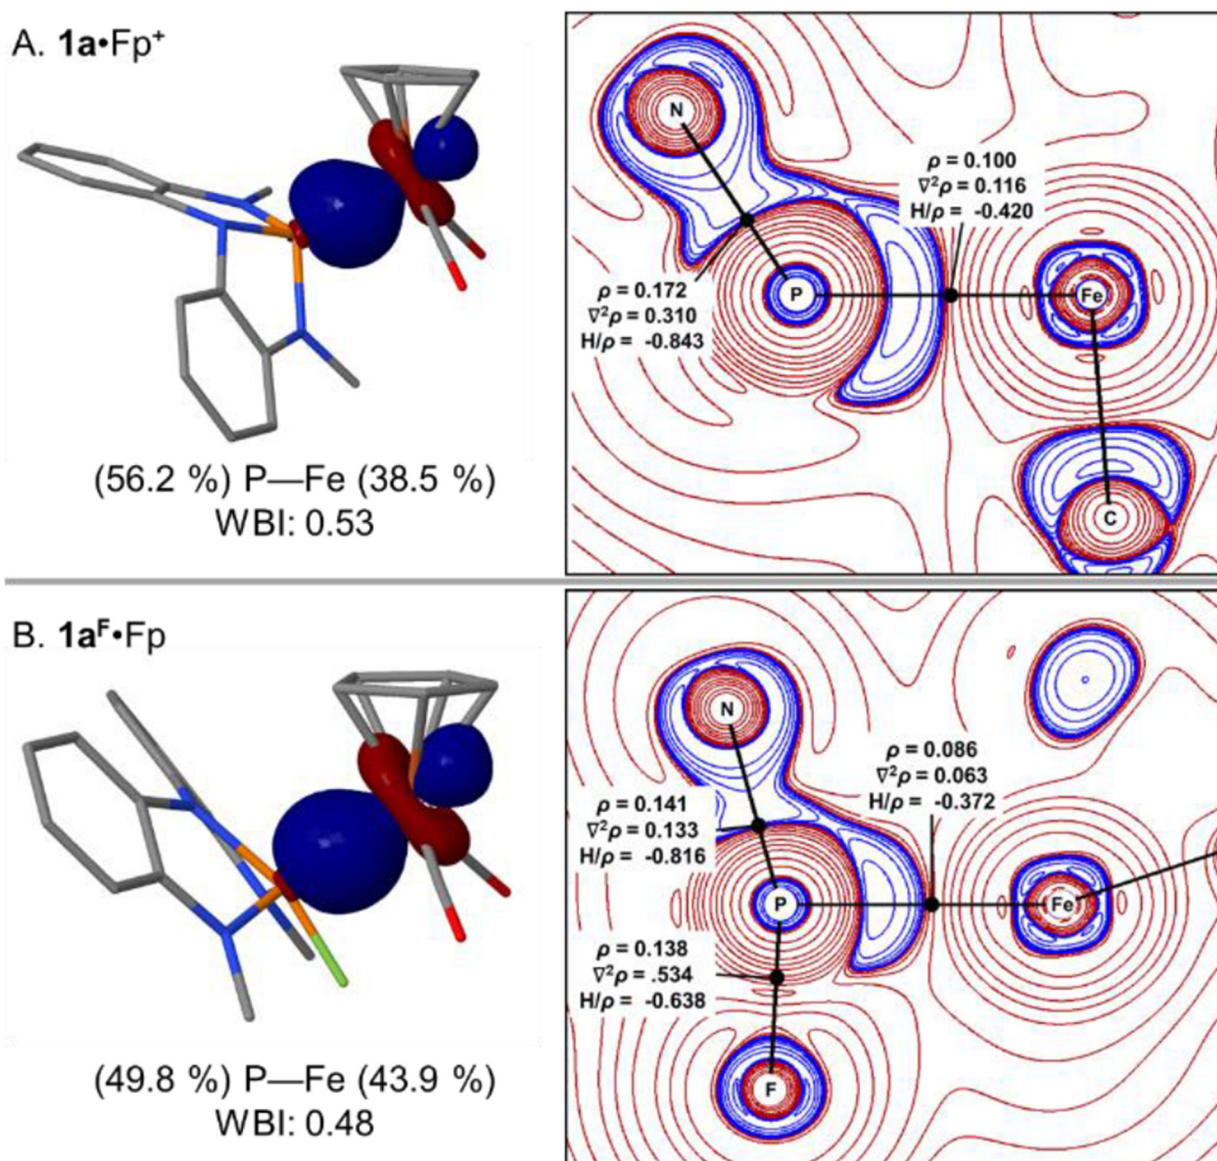 A. 1a•Fp⁺
N
ρ = 0.100
∇²ρ = 0.116
H/ρ = -0.420
P
Fe
ρ = 0.172
∇²ρ = 0.310
H/ρ = -0.843
C
(56.2 %) P—Fe (38.5 %)
WBI: 0.53
B. 1aᶠ•Fp
N
ρ = 0.086
∇²ρ = 0.063
H/ρ = -0.372
ρ = 0.141
∇²ρ = 0.133
H/ρ = -0.816
P
Fe
ρ = 0.138
∇²ρ = .534
H/ρ = -0.638
F
(49.8 %) P—Fe (43.9 %)
WBI: 0.48